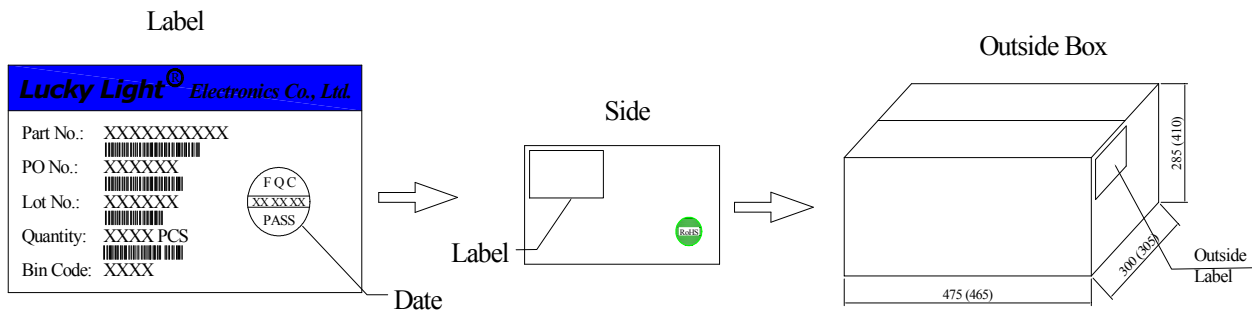 Label
Lucky Light® Electronics Co., Ltd.
Part No.: XXXXXXXXXX
PO No.: XXXXXX
Lot No.: XXXXXX
Quantity: XXXX PCS
Bin Code: XXXX
F Q C
XX XX XX
PASS
Date
Side
Label
RoHS
Outside Box
285 (410)
300 (305)
475 (465)
Outside
Label